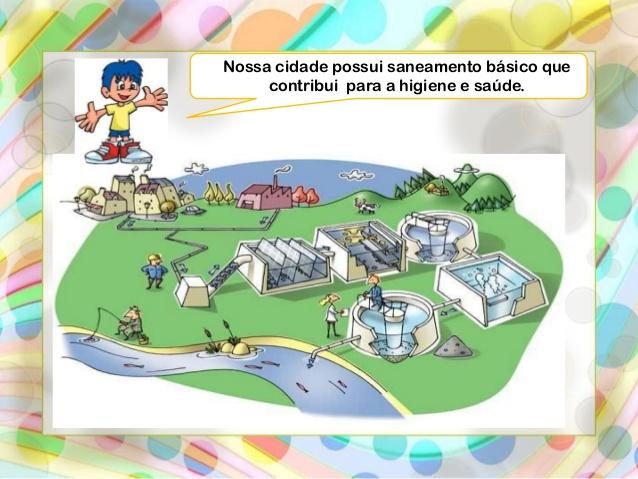 Nossa cidade possui saneamento básico que
contribui para a higiene e saúde.